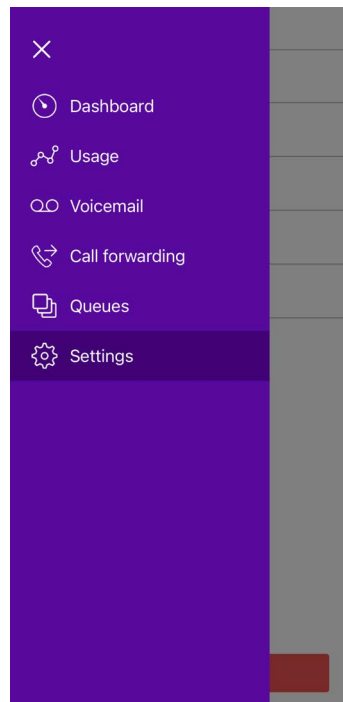 Dashboard
Usage
Voicemail
Call forwarding
Queues
Settings